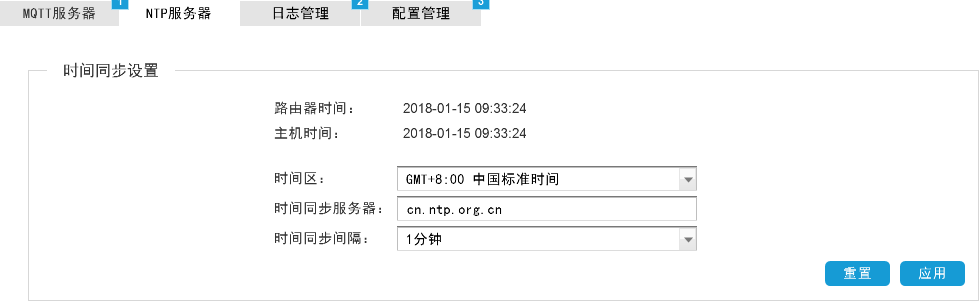 MQTT服务器 1 NTP服务器 日志管理 2 配置管理 3
时间同步设置
路由器时间： 2018-01-15 09:33:24
主机时间： 2018-01-15 09:33:24
时间区： GMT+8:00 中国标准时间
时间同步服务器： cn.ntp.org.cn
时间同步间隔： 1分钟
重置 应用